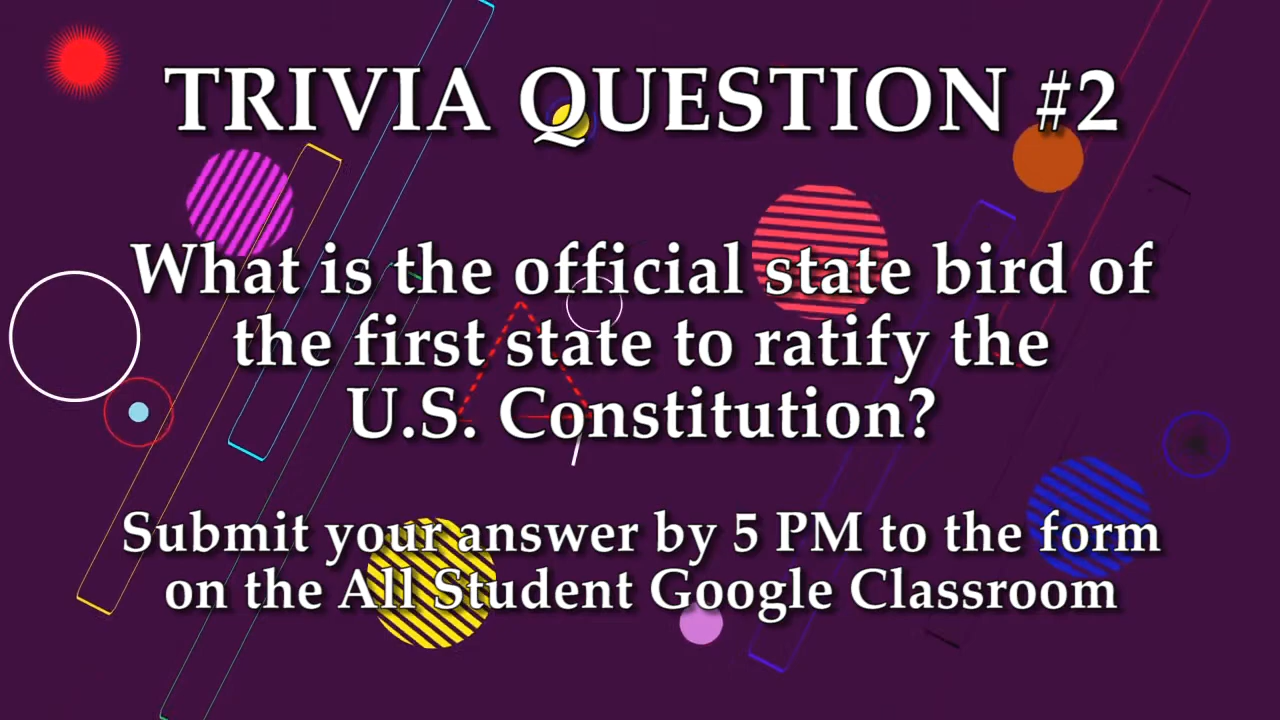 TRIVIA QUESTION #2
What is the official state bird of
the first state to ratify the
U.S. Constitution?
Submit your answer by 5 PM to the form
on the All Student Google Classroom